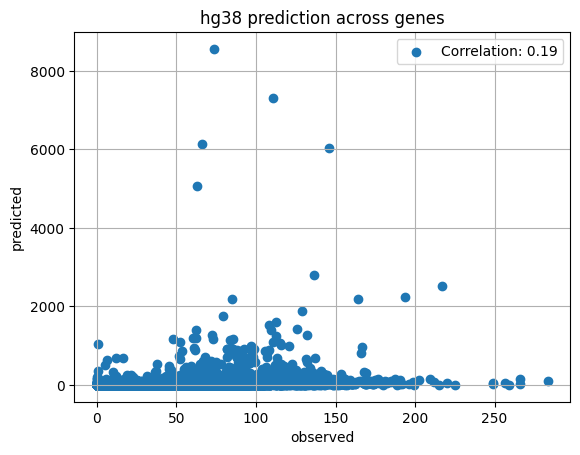 hg38 prediction across genes
Correlation: 0.19
8000
6000
4000
2000
0
predicted
0 50 100 150 200 250
observed